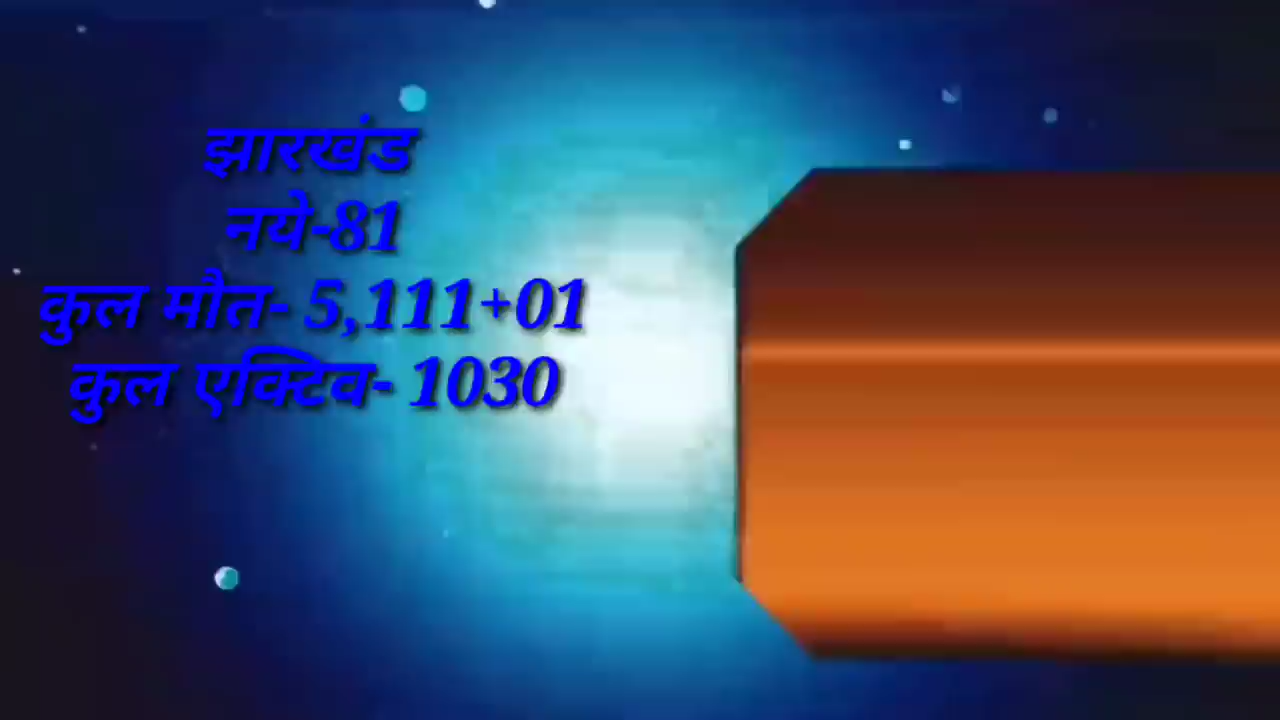 झारखंड
नये-81
कुल मौत- 5,111+01
कुल एक्टिव- 1030